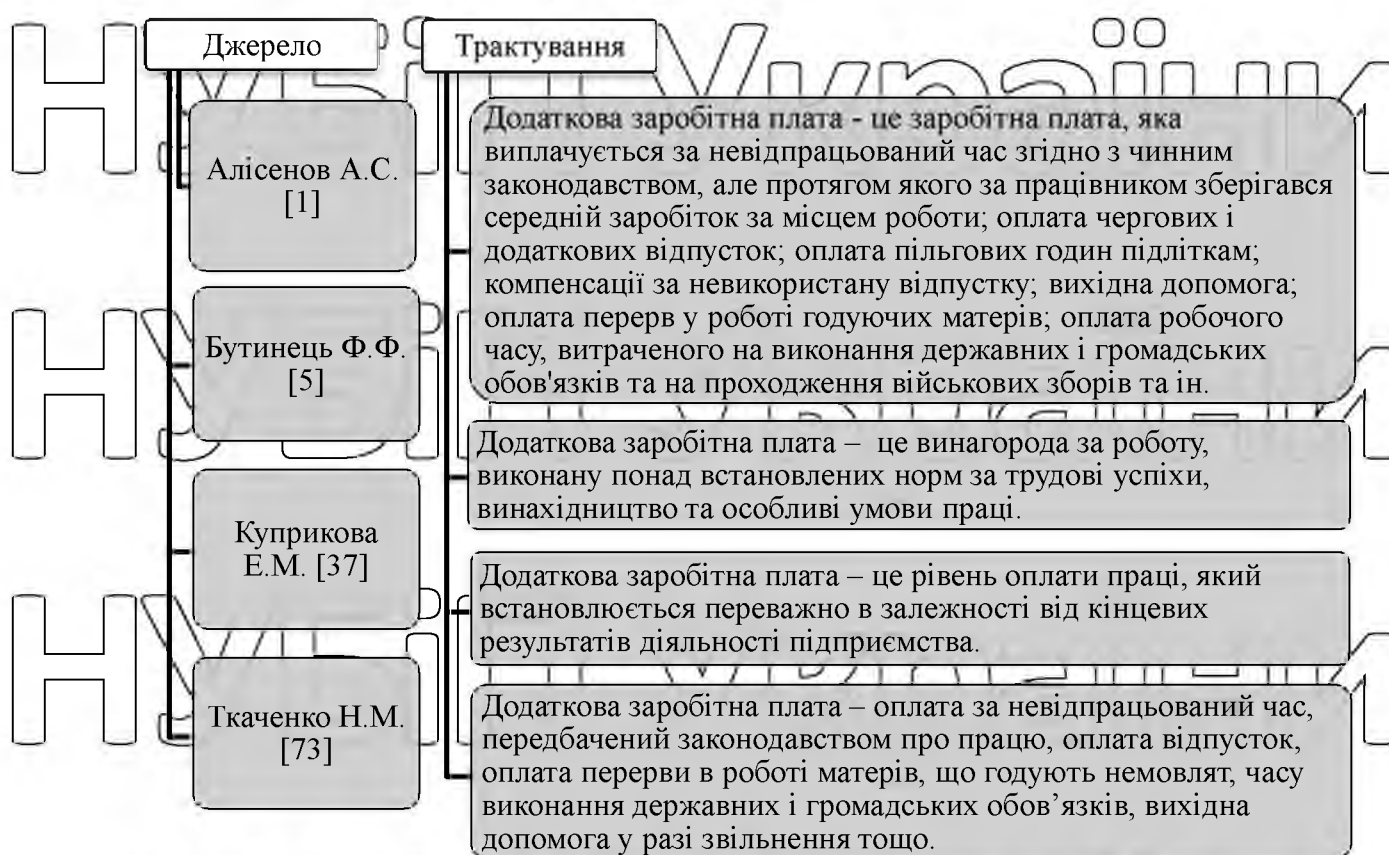 Джерело
Трактування
Алісенов А.С.
[1]
Додаткова заробітна плата - це заробітна плата, яка
виплачується за невідпрацьований час згідно з чинним
законодавством, але протягом якого за працівником зберігався
середній заробіток за місцем роботи; оплата чергових і
додаткових відпусток; оплата пільгових годин підліткам;
компенсації за невикористану відпустку; вихідна допомога;
оплата перерв у роботі годуючих матерів; оплата робочого
часу, витраченого на виконання державних і громадських
обов'язків та на проходження військових зборів та ін.
Бутинець Ф.Ф.
[5]
Додаткова заробітна плата – це винагорода за роботу,
виконану понад встановлених норм за трудові успіхи,
винахідництво та особливі умови праці.
Куприкова
Е.М. [37]
Додаткова заробітна плата – це рівень оплати праці, який
встановлюється переважно в залежності від кінцевих
результатів діяльності підприємства.
Ткаченко Н.М.
[73]
Додаткова заробітна плата – оплата за невідпрацьований час,
передбачений законодавством про працю, оплата відпусток,
оплата перерви в роботі матерів, що годують немовлят, часу
виконання державних і громадських обов’язків, вихідна
допомога у разі звільнення тощо.